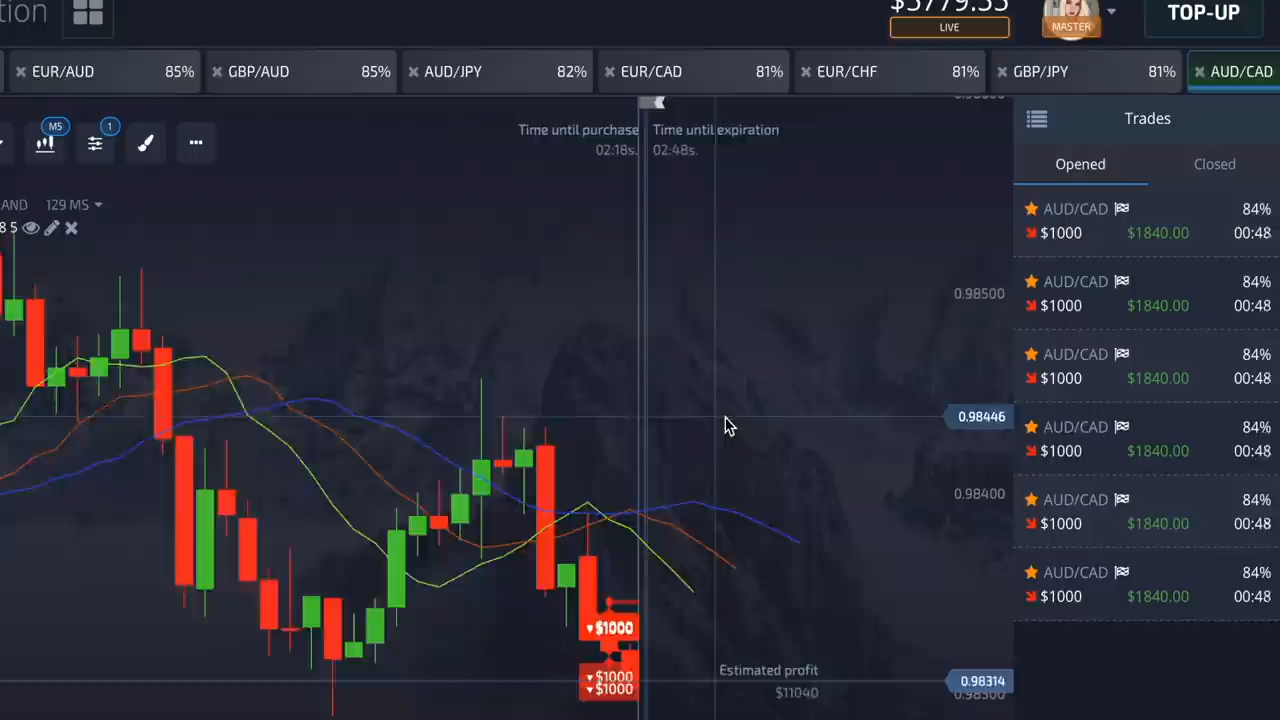 tion
LIVE
MASTER
TOP-UP
EUR/AUD 85%
GBP/AUD 85%
AUD/JPY 82%
EUR/CAD 81%
EUR/CHF 81%
GBP/JPY 81%
AUD/CAD
M5
1
Time until purchase
02:18s.
Time until expiration
02:48s.
AND 129 MS
8 5
0.98500
0.98446
0.98400
0.98314
0.98300
$1000
$1000
$1000
Estimated profit
$11040
Trades
Opened Closed
AUD/CAD 84%
$1000 $1840.00 00:48
AUD/CAD 84%
$1000 $1840.00 00:48
AUD/CAD 84%
$1000 $1840.00 00:48
AUD/CAD 84%
$1000 $1840.00 00:48
AUD/CAD 84%
$1000 $1840.00 00:48
AUD/CAD 84%
$1000 $1840.00 00:48